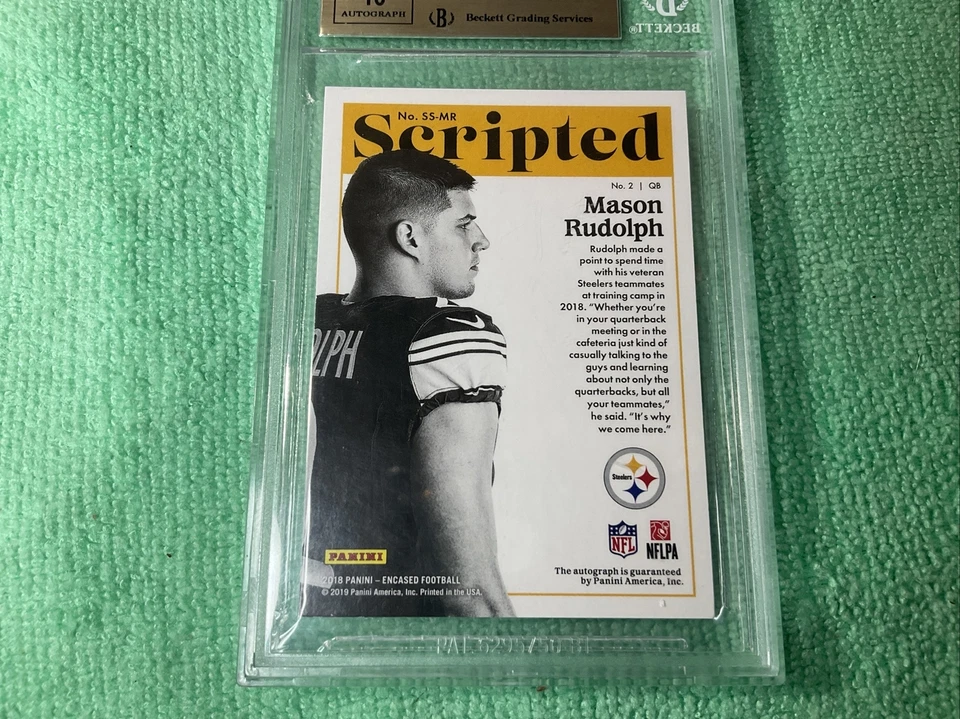 10
AUTOGRAPH
B
Beckett Grading Services
BECKETT
No. SS-MR
Scripted
No. 2 | QB
Mason
Rudolph
Rudolph made a
point to spend time
with his veteran
Steelers teammates
at training camp in
2018. “Whether you're
in your quarterback
meeting or in the
cafeteria just kind of
casually talking to the
guys and learning
about not only the
quarterbacks, but all
your teammates,”
he said. “It's why
we come here.”
OLPH
Steelers
NFL
NFLPA
PANINI
The autograph is guaranteed
by Panini America, Inc.
2018 PANINI – ENCASED FOOTBALL
© 2019 Panini America, Inc. Printed in the USA.